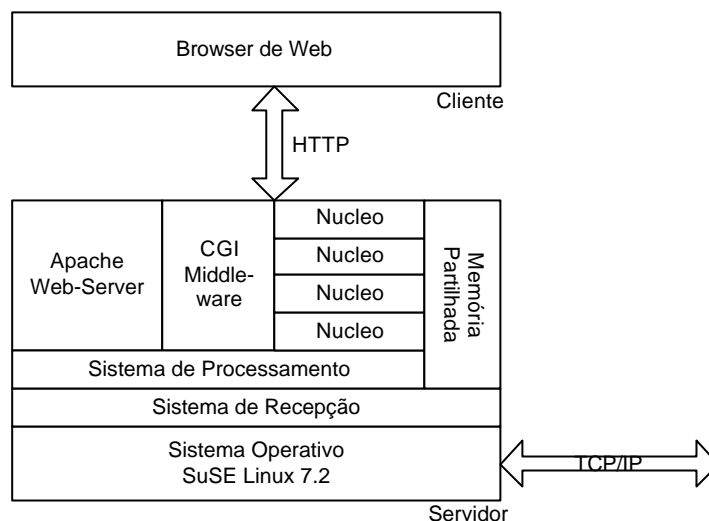 Browser de Web
Cliente
HTTP
Apache
Web-Server
CGI
Middle-
ware
Nucleo
Nucleo
Nucleo
Nucleo
Memória
Partilhada
Sistema de Processamento
Sistema de Recepção
Sistema Operativo
SuSE Linux 7.2
TCP/IP
Servidor